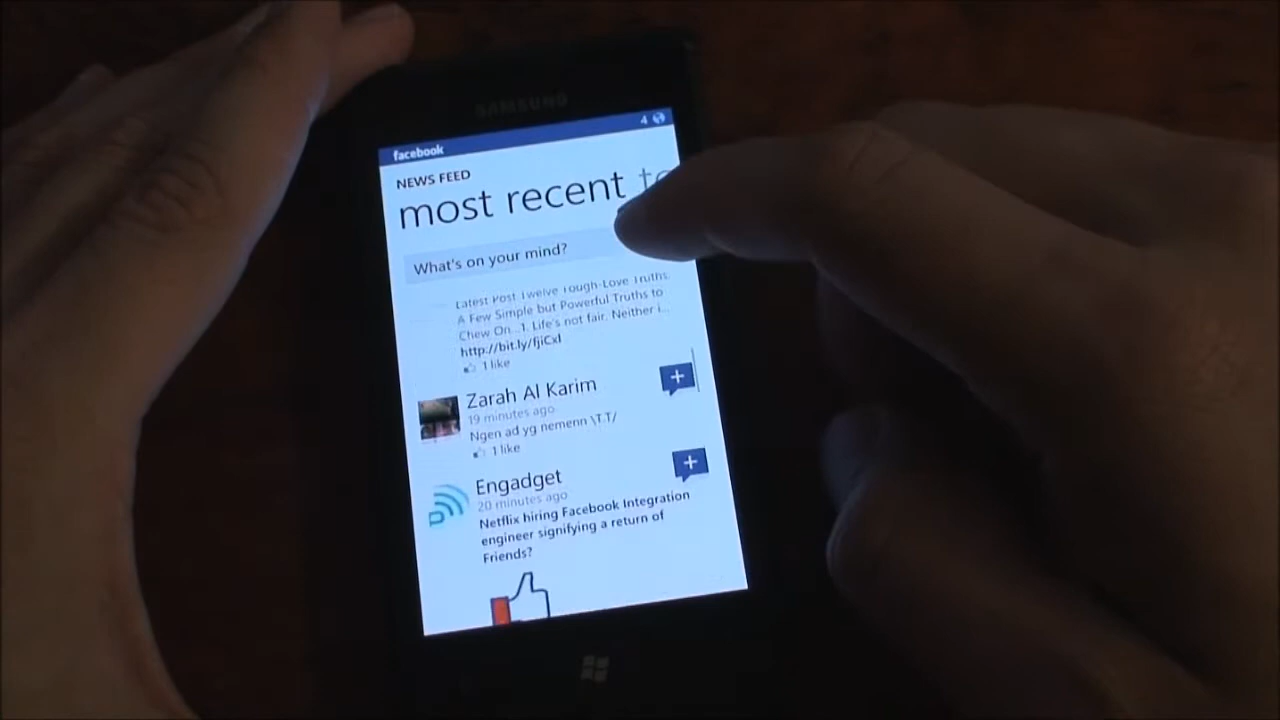 SAMSUNG
facebook
4
NEWS FEED
most recent
What's on your mind?
Latest Post Twelve Tough-Love Truths.
A Few Simple but Powerful Truths to
Chew On...1. Life's not fair. Neither i...
http://bit.ly/fjiCxl
1 like
Zarah Al Karim
19 minutes ago
Ngen ad yg nemenn \T.T/
1 like
Engadget
20 minutes ago
Netflix hiring Facebook Integration
engineer signifying a return of
Friends?